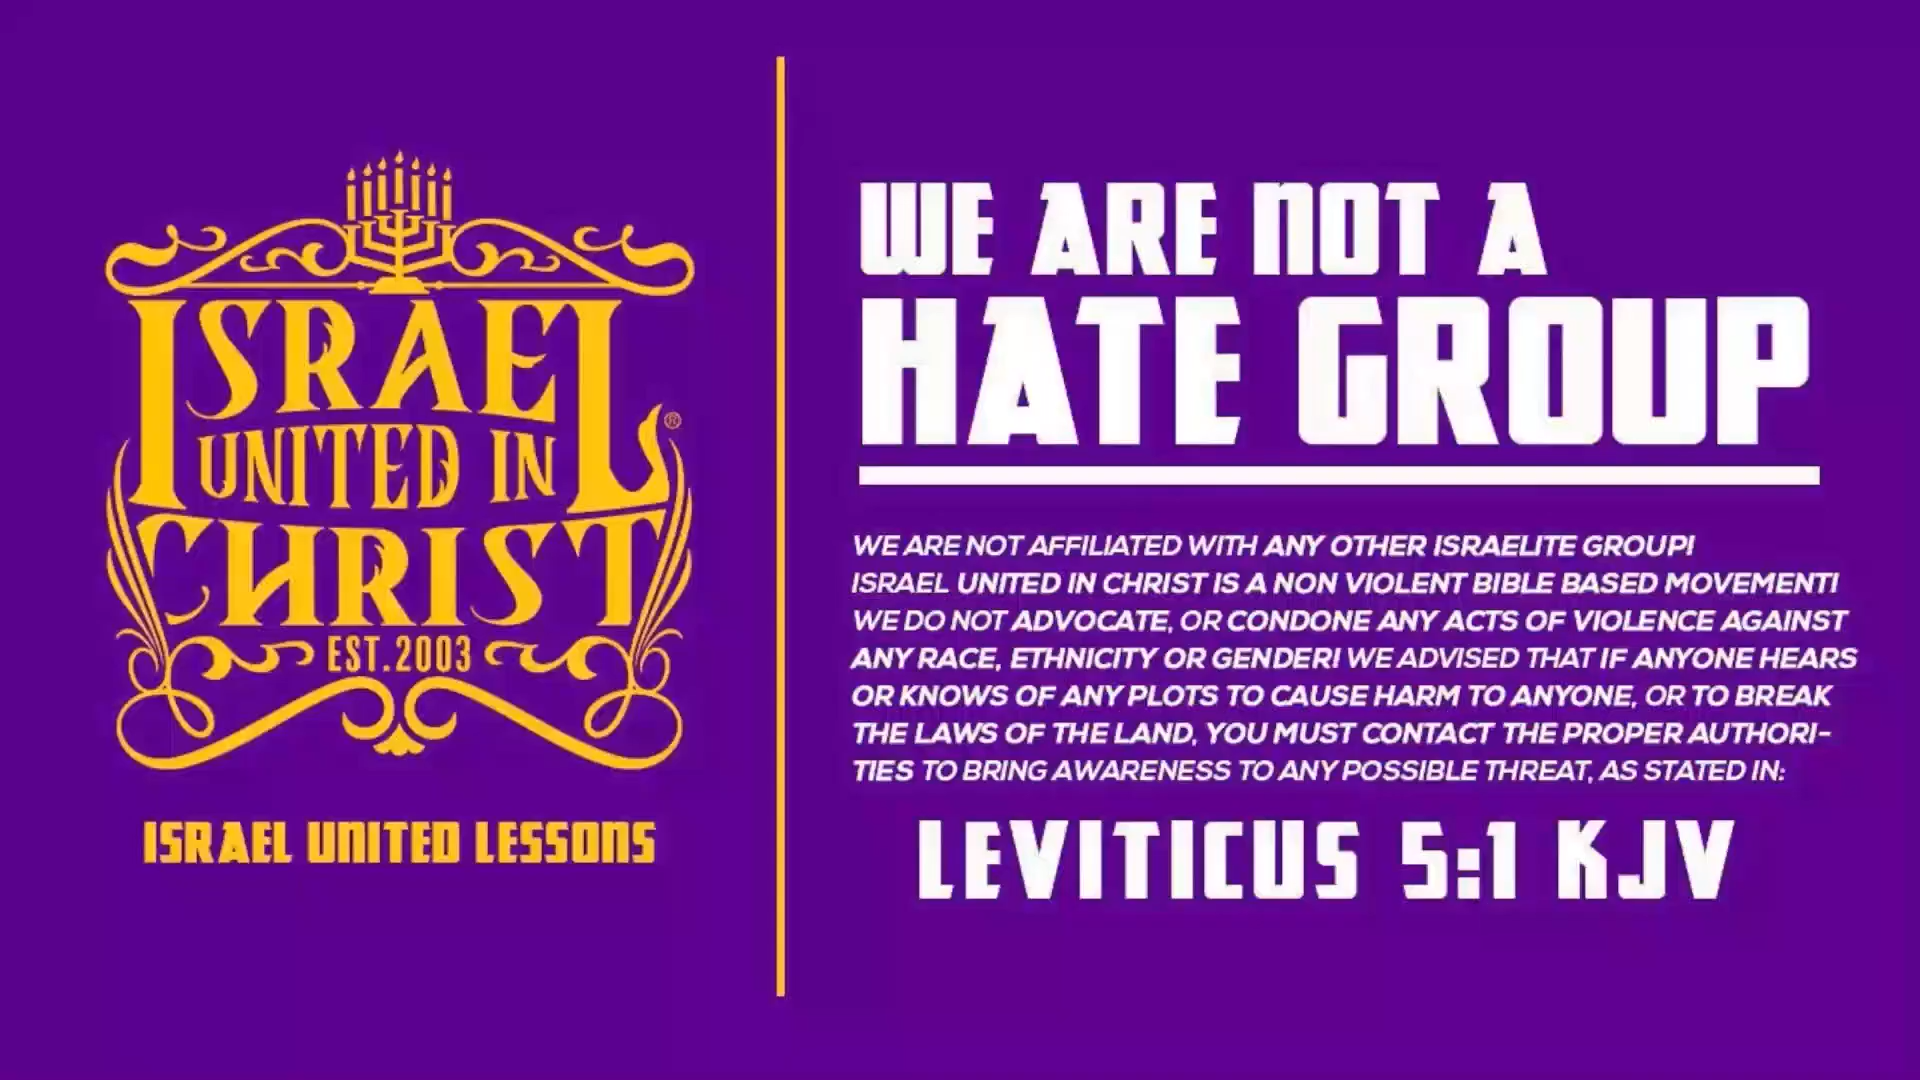 ISRAEL
UNITED IN
CHRIST
®
EST.2003
ISRAEL UNITED LESSONS
WE ARE NOT A
HATE GROUP
WE ARE NOT AFFILIATED WITH ANY OTHER ISRAELITE GROUP!
ISRAEL UNITED IN CHRIST IS A NON VIOLENT BIBLE BASED MOVEMENT!
WE DO NOT ADVOCATE, OR CONDONE ANY ACTS OF VIOLENCE AGAINST
ANY RACE, ETHNICITY OR GENDER! WE ADVISED THAT IF ANYONE HEARS
OR KNOWS OF ANY PLOTS TO CAUSE HARM TO ANYONE, OR TO BREAK
THE LAWS OF THE LAND, YOU MUST CONTACT THE PROPER AUTHORI-
TIES TO BRING AWARENESS TO ANY POSSIBLE THREAT, AS STATED IN:
LEVITICUS 5:1 KJV